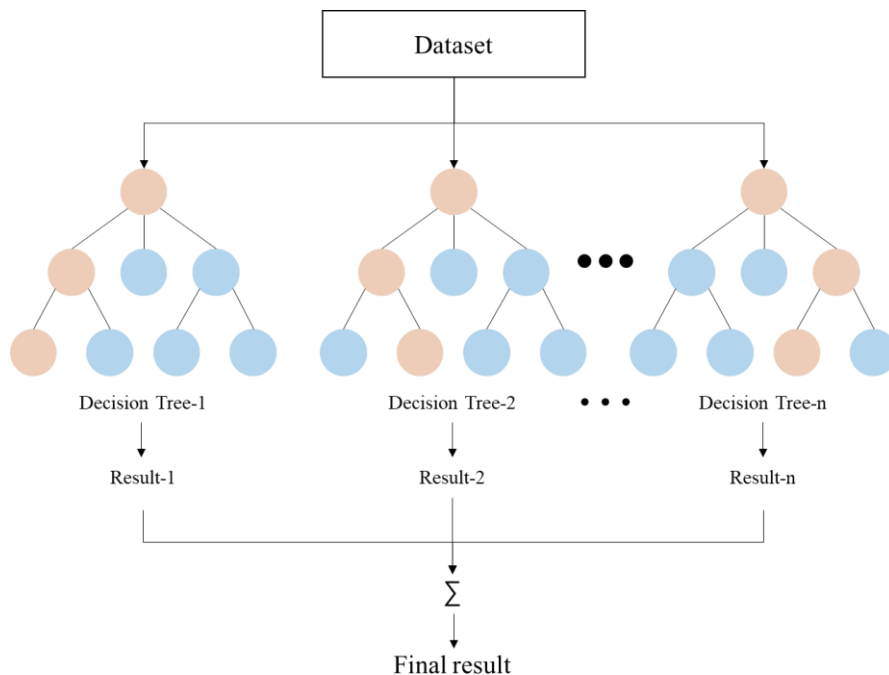 Dataset
Decision Tree-1
Decision Tree-2
• • •
Decision Tree-n
Result-1
Result-2
Result-n
∑
Final result